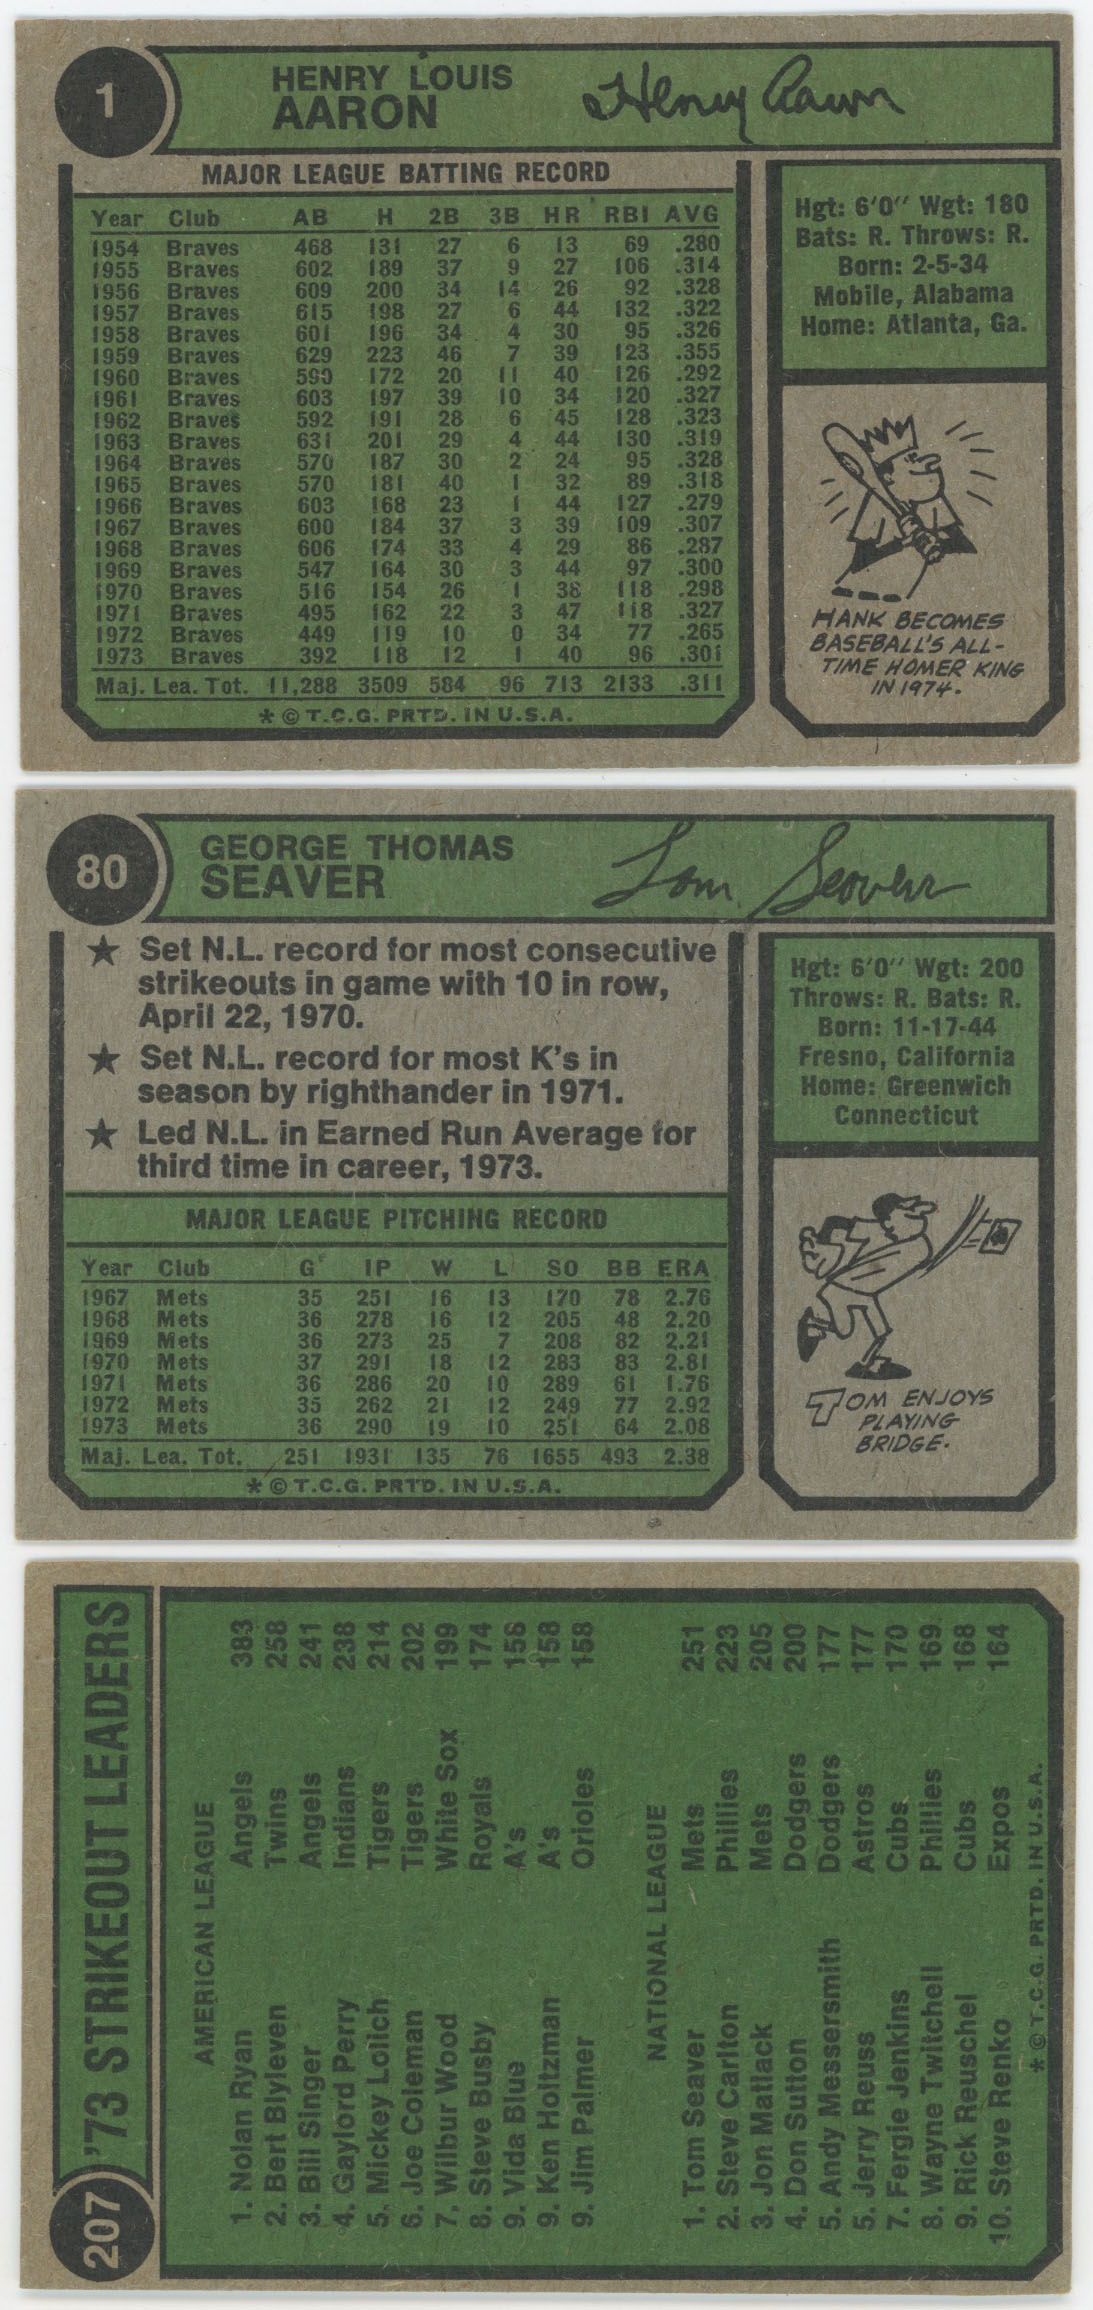 1
HENRY LOUIS
AARON
Henry Aaron
MAJOR LEAGUE BATTING RECORD
Year Club AB H 2B 3B HR RBI AVG
1954 Braves 468 131 27 6 13 69 .280
1955 Braves 602 189 37 9 27 106 .314
1956 Braves 609 200 34 14 26 92 .328
1957 Braves 615 198 27 6 44 132 .322
1958 Braves 601 196 34 4 30 95 .326
1959 Braves 629 223 46 7 39 123 .355
1960 Braves 590 172 20 11 40 126 .292
1961 Braves 603 197 39 10 34 120 .327
1962 Braves 592 191 28 6 45 128 .323
1963 Braves 631 201 29 4 44 130 .319
1964 Braves 570 187 30 2 24 95 .328
1965 Braves 570 181 40 1 32 89 .318
1966 Braves 603 168 23 1 44 127 .279
1967 Braves 600 184 37 3 39 109 .307
1968 Braves 606 174 33 4 29 86 .287
1969 Braves 547 164 30 3 44 97 .300
1970 Braves 516 154 26 1 38 118 .298
1971 Braves 495 162 22 3 47 118 .327
1972 Braves 449 119 10 0 34 77 .265
1973 Braves 392 118 12 1 40 96 .301
Maj. Lea. Tot. 11,288 3509 584 96 713 2133 .311
* © T.C.G. PRTD. IN U.S.A.
Hgt: 6'0" Wgt: 180
Bats: R. Throws: R.
Born: 2-5-34
Mobile, Alabama
Home: Atlanta, Ga.
HANK BECOMES
BASEBALL'S ALL-
TIME HOMER KING
IN 1974.
80
GEORGE THOMAS
SEAVER
Tom Seaver
★ Set N.L. record for most consecutive
strikeouts in game with 10 in row,
April 22, 1970.
★ Set N.L. record for most K's in
season by righthander in 1971.
★ Led N.L. in Earned Run Average for
third time in career, 1973.
MAJOR LEAGUE PITCHING RECORD
Year Club G IP W L SO BB ERA
1967 Mets 35 251 16 13 170 78 2.76
1968 Mets 36 278 16 12 205 48 2.20
1969 Mets 36 273 25 7 208 82 2.21
1970 Mets 37 291 18 12 283 83 2.81
1971 Mets 36 286 20 10 289 61 1.76
1972 Mets 35 262 21 12 249 77 2.92
1973 Mets 36 290 19 10 251 64 2.08
Maj. Lea. Tot. 251 1931 135 76 1655 493 2.38
* © T.C.G. PRT'D. IN U.S.A.
Hgt: 6'0" Wgt: 200
Throws: R. Bats: R.
Born: 11-17-44
Fresno, California
Home: Greenwich
Connecticut
TOM ENJOYS
PLAYING
BRIDGE.
207
'73 STRIKEOUT LEADERS
AMERICAN LEAGUE
1. Nolan Ryan Angels 383
2. Bert Blyleven Twins 258
3. Bill Singer Angels 241
4. Gaylord Perry Indians 238
5. Mickey Lolich Tigers 214
6. Joe Coleman Tigers 202
7. Wilbur Wood White Sox 199
8. Steve Busby Royals 174
9. Vida Blue A's 158
9. Ken Holtzman A's 158
9. Jim Palmer Orioles 158
NATIONAL LEAGUE
1. Tom Seaver Mets 251
2. Steve Carlton Phillies 223
3. Jon Matlack Mets 205
4. Don Sutton Dodgers 200
5. Andy Messersmith Dodgers 177
5. Jerry Reuss Astros 177
7. Fergie Jenkins Cubs 170
8. Wayne Twitchell Phillies 169
9. Rick Reuschel Cubs 168
10. Steve Renko Expos 164
* © T.C.G. PRTD. IN U.S.A.